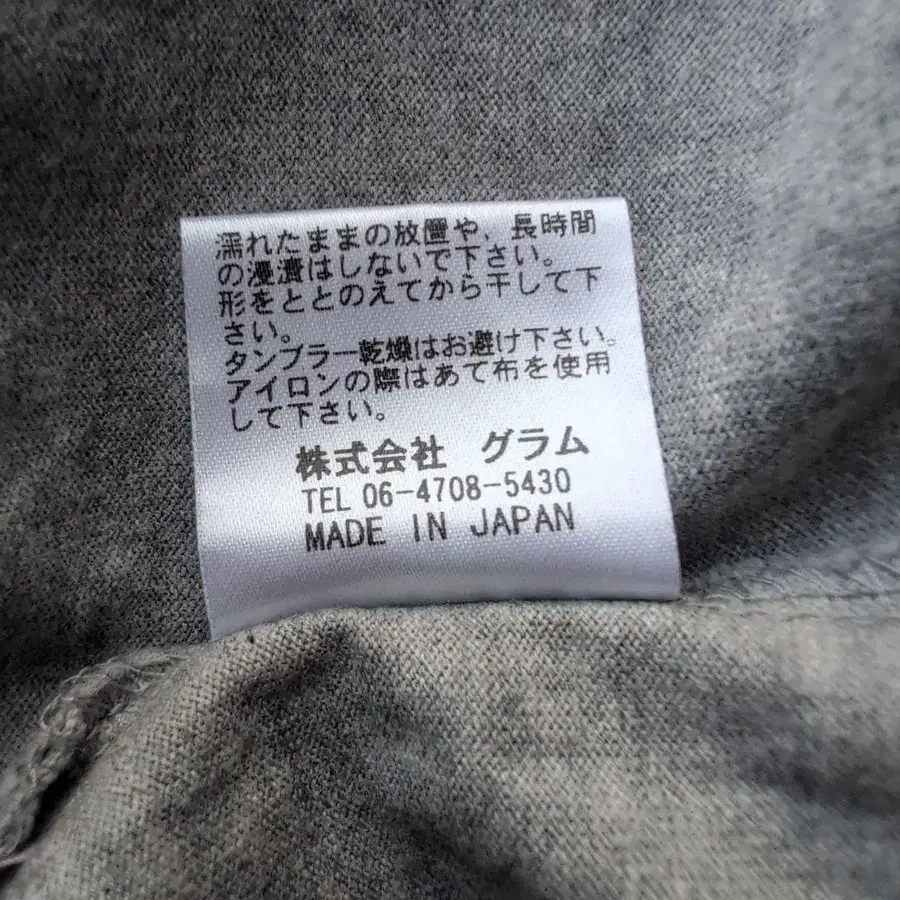 濡れたままの放置や、長時間
の浸漬はしないで下さい。
形をととのえてから干して下
さい。
タンブラー乾燥はお避け下さい。
アイロンの際はあて布を使用
して下さい。
株式会社 グラム
TEL 06-4708-5430
MADE IN JAPAN